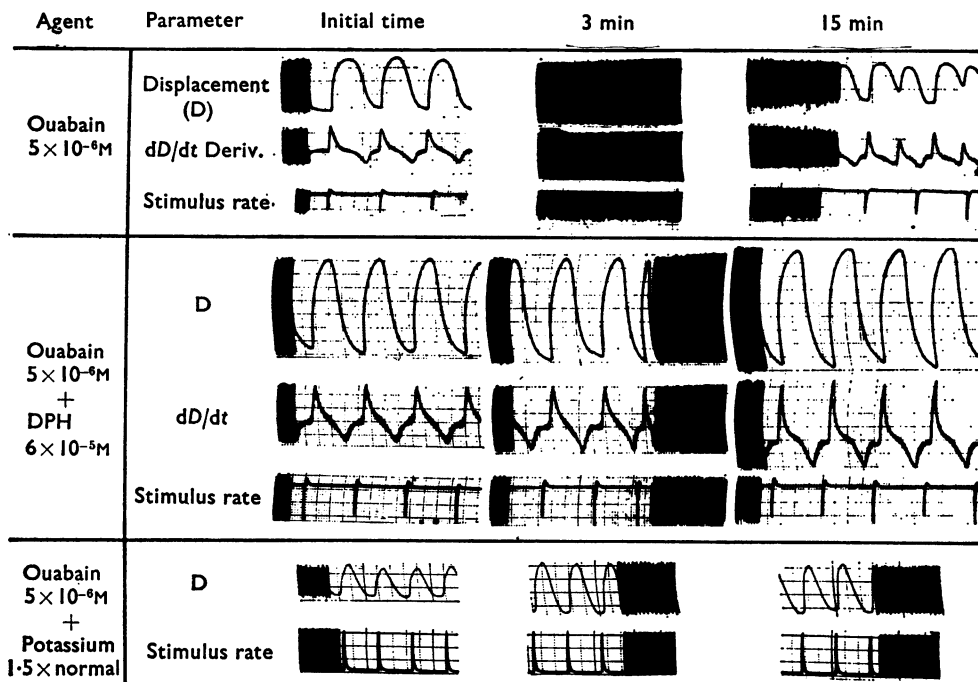 Agent Parameter Initial time 3 min 15 min
Ouabain
5 × 10⁻⁶M
Displacement
(D)
dD/dt Deriv.
Stimulus rate
Ouabain
5 × 10⁻⁶M
+
DPH
6 × 10⁻⁵M
D
dD/dt
Stimulus rate
Ouabain
5 × 10⁻⁶M
+
Potassium
1·5 × normal
D
Stimulus rate